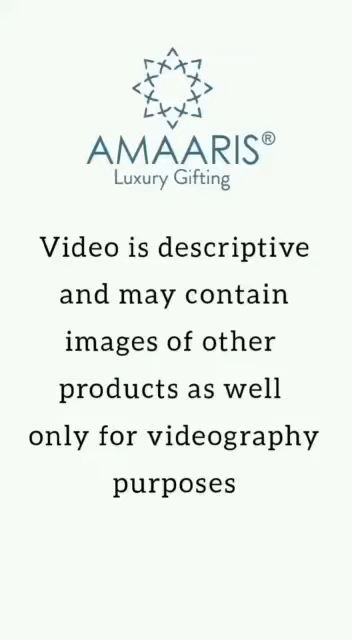 AMAARIS®
Luxury Gifting
Video is descriptive
and may contain
images of other
products as well
only for videography
purposes